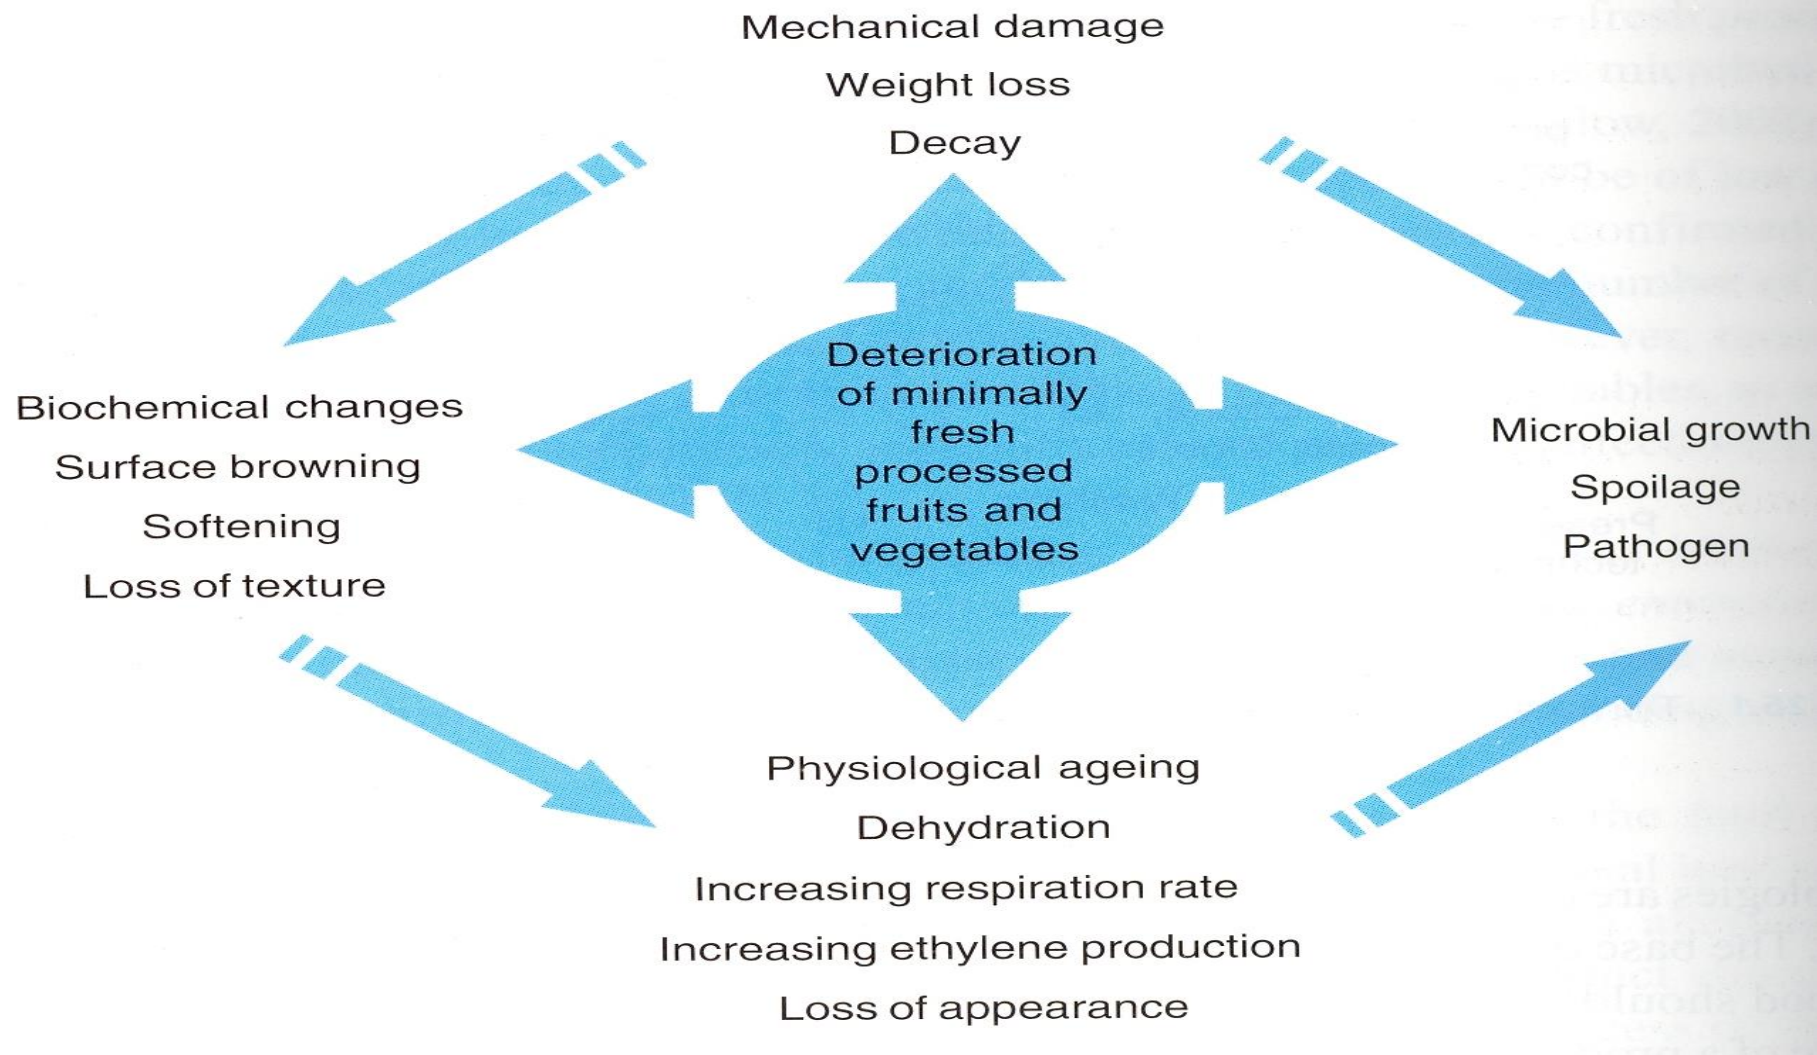 Mechanical damage
Weight loss
Decay
Deterioration
of minimally
fresh
processed
fruits and
vegetables
Biochemical changes
Surface browning
Softening
Loss of texture
Microbial growth
Spoilage
Pathogen
Physiological ageing
Dehydration
Increasing respiration rate
Increasing ethylene production
Loss of appearance